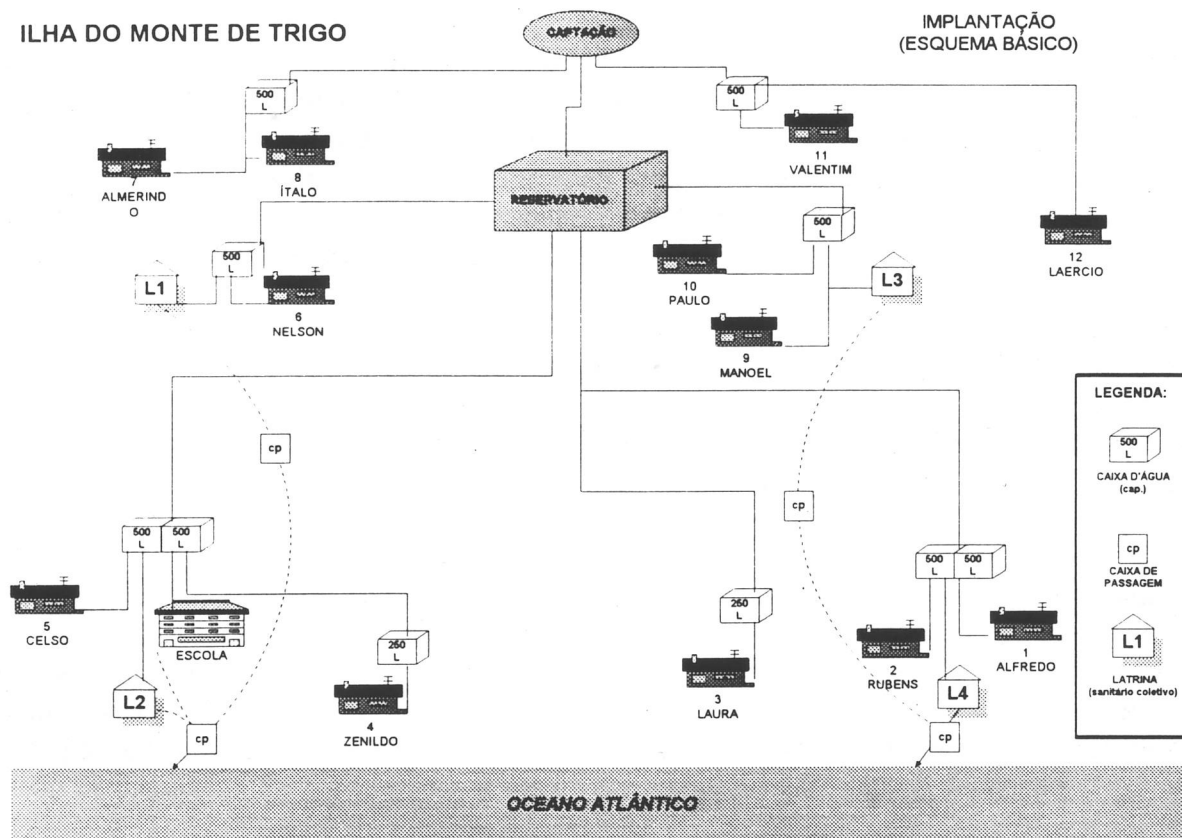 ILHA DO MONTE DE TRIGO
CAPTAÇÃO
IMPLANTAÇÃO
(ESQUEMA BÁSICO)
500
L
500
L
7
ALMERIND
O
8
ÍTALO
11
VALENTIM
RESERVATÓRIO
500
L
500
L
12
LAERCIO
L1
6
NELSON
10
PAULO
L3
9
MANOEL
cp
cp
500
L
500
L
500
L
500
L
5
CELSO
ESCOLA
250
L
250
L
L2
4
ZENILDO
3
LAURA
2
RUBENS
1
ALFREDO
L4
cp
cp
LEGENDA:
500
L
CAIXA D'ÁGUA
(cap.)
cp
CAIXA DE
PASSAGEM
L1
LATRINA
(sanitário coletivo)
OCEANO ATLÂNTICO